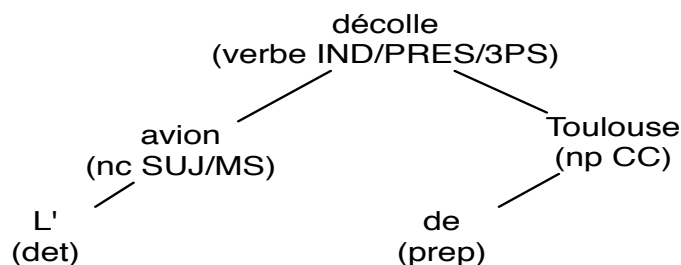 décolle
(verbe IND/PRES/3PS)
avion
(nc SUJ/MS)
Toulouse
(np CC)
L'
(det)
de
(prep)